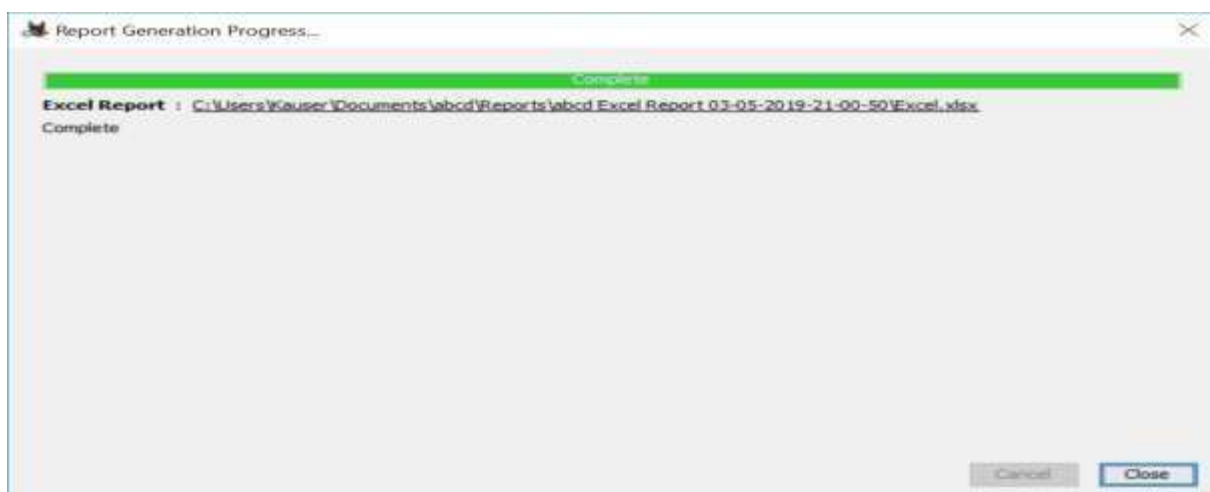 Report Generation Progress...
Complete
Excel Report : C:\Users\Kauser\Documents\abcd\Reports\abcd Excel Report 03-05-2019-21-00-50\Excel.xlsx
Complete
Cancel
Close